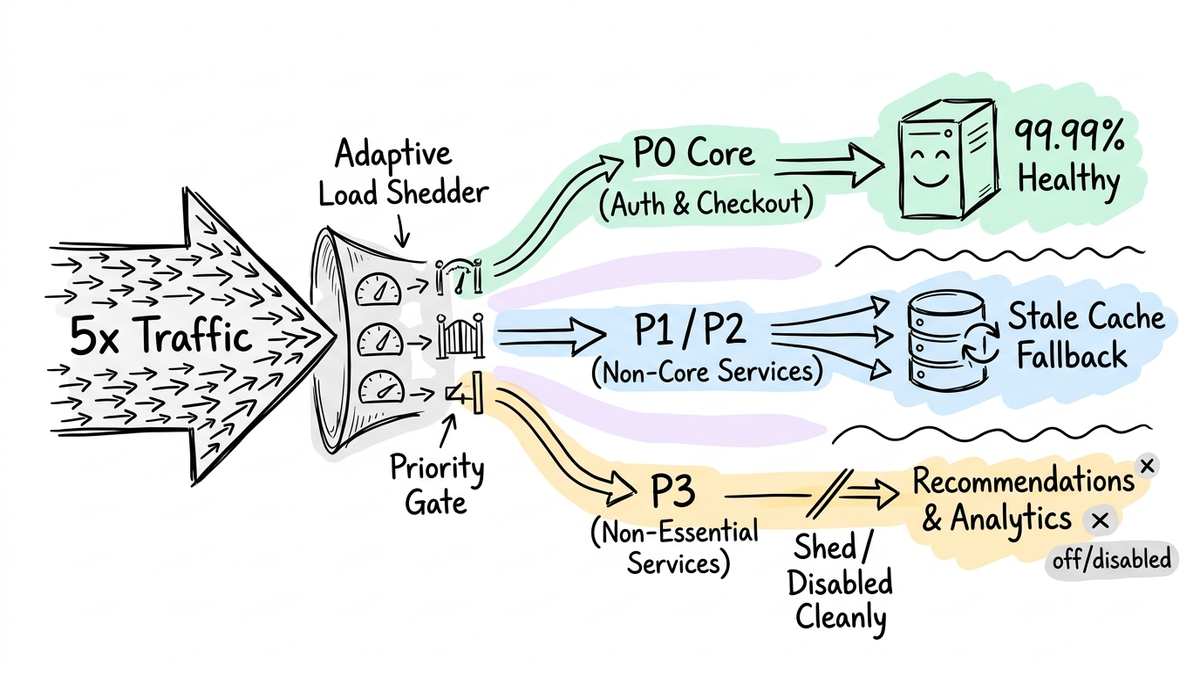 Adaptive
Load Shedder
5x Traffic
Priority
Gate
P0 Core
(Auth & Checkout)
99.99%
Healthy
P1/P2
(Non-Core Services)
Stale Cache
Fallback
P3
(Non-Essential
Services)
Shed/
Disabled
Cleanly
Recommendations ×
& Analytics ×
off/disabled